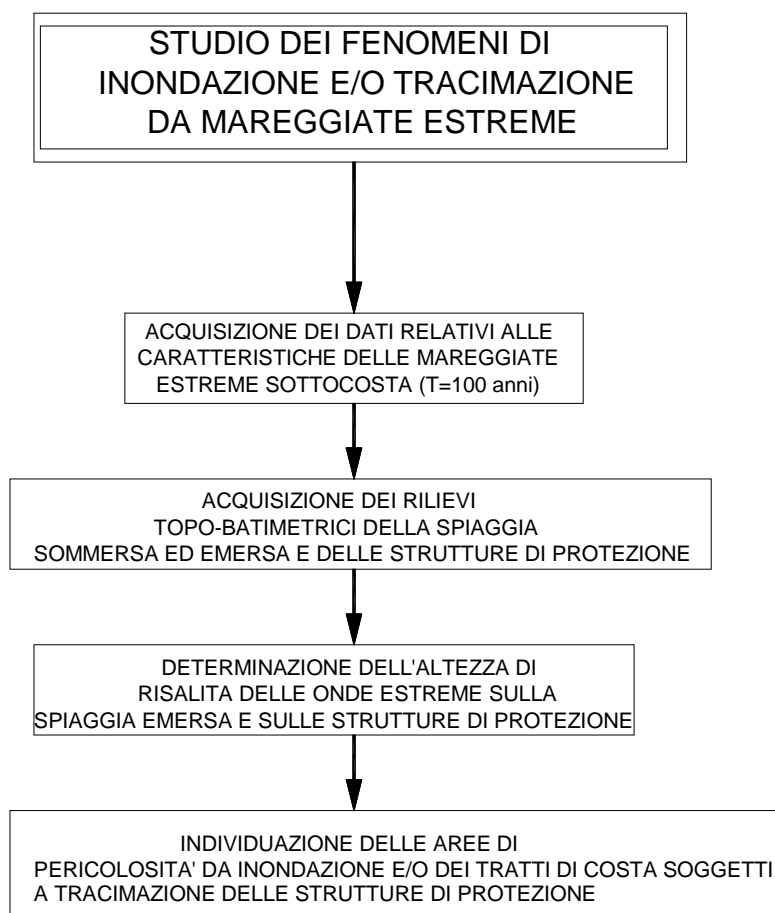 STUDIO DEI FENOMENI DI
INONDAZIONE E/O TRACIMAZIONE
DA MAREGGIATE ESTREME
ACQUISIZIONE DEI DATI RELATIVI ALLE
CARATTERISTICHE DELLE MAREGGIATE
ESTREME SOTTOCOSTA (T=100 anni)
ACQUISIZIONE DEI RILIEVI
TOPO-BATIMETRICI DELLA SPIAGGIA
SOMMERSA ED EMERSA E DELLE STRUTTURE DI PROTEZIONE
DETERMINAZIONE DELL'ALTEZZA DI
RISALITA DELLE ONDE ESTREME SULLA
SPIAGGIA EMERSA E SULLE STRUTTURE DI PROTEZIONE
INDIVIDUAZIONE DELLE AREE DI
PERICOLOSITA' DA INONDAZIONE E/O DEI TRATTI DI COSTA SOGGETTI
A TRACIMAZIONE DELLE STRUTTURE DI PROTEZIONE